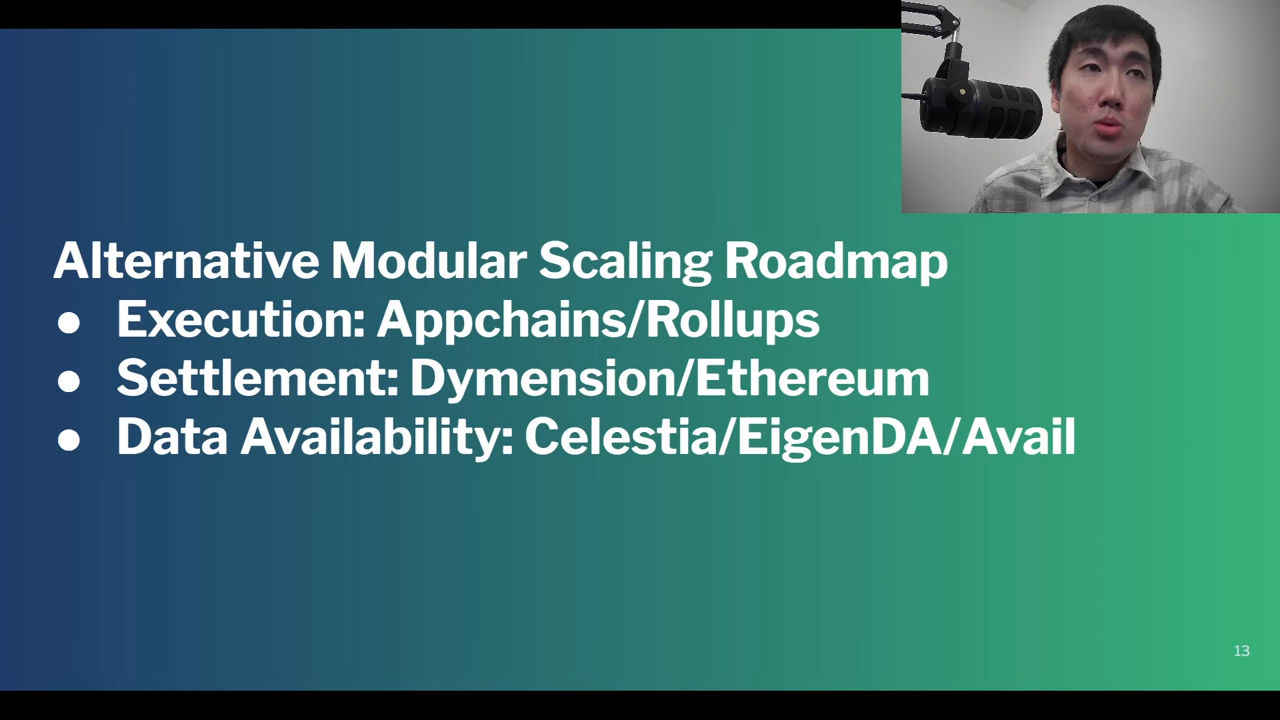 Alternative Modular Scaling Roadmap
● Execution: Appchains/Rollups
● Settlement: Dymension/Ethereum
● Data Availability: Celestia/EigenDA/Avail
13